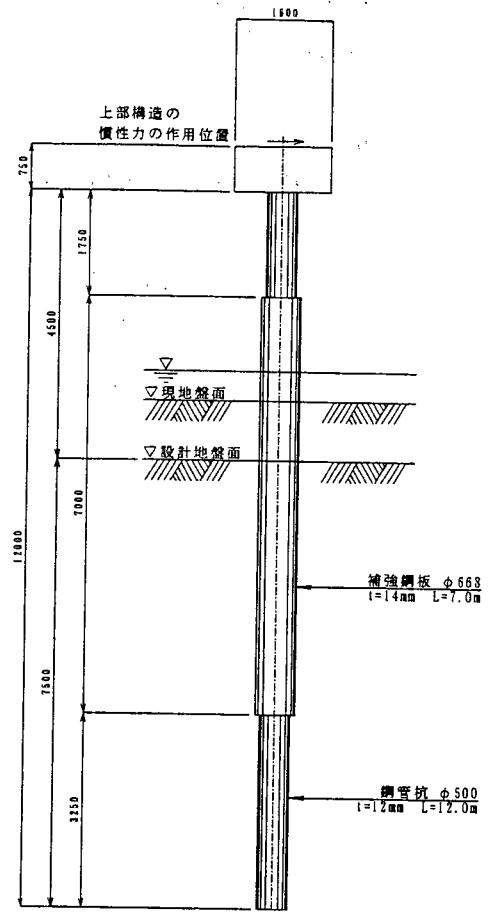 1600
上部構造の
慣性力の作用位置
750
1750
4500
現地盤面
設計地盤面
7000
12000
補強鋼板 φ668
t=14mm L=7.0m
7500
3250
鋼管杭 φ500
t=12mm L=12.0m